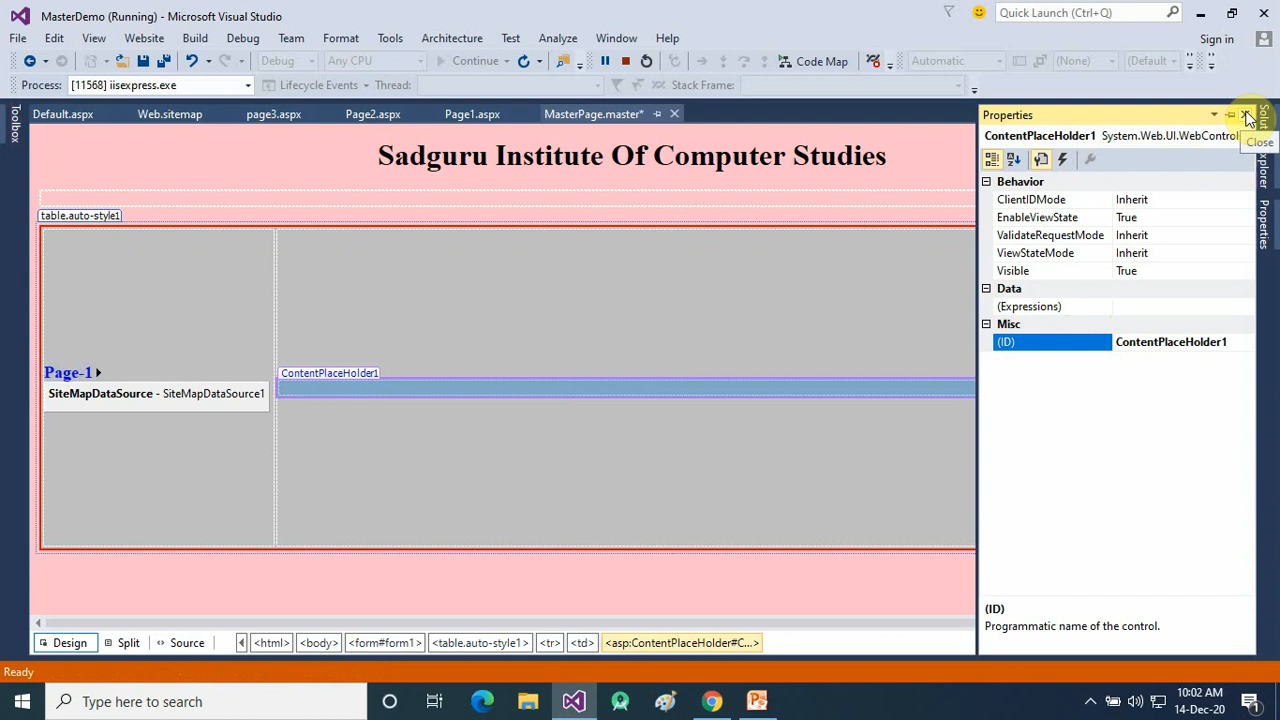 MasterDemo (Running) - Microsoft Visual Studio
Quick Launch (Ctrl+Q)
File Edit View Website Build Debug Team Format Tools Architecture Test Analyze Window Help
Sign in
Debug Any CPU Continue Code Map Automatic (None) (Default)
Process: [11568] iisexpress.exe Lifecycle Events Thread: Stack Frame:
Toolbox
Default.aspx Web.sitemap page3.aspx Page2.aspx Page1.aspx MasterPage.master*
Sadguru Institute Of Computer Studies
table.auto-style1
Page-1
SiteMapDataSource - SiteMapDataSource1
ContentPlaceHolder1
Properties
Close
ContentPlaceHolder1 System.Web.UI.WebControl
Behavior
ClientIDMode Inherit
EnableViewState True
ValidateRequestMode Inherit
ViewStateMode Inherit
Visible True
Data
(Expressions)
Misc
(ID) ContentPlaceHolder1
(ID)
Programmatic name of the control.
Properties
Design Split Source <html> <body> <form#form1> <table.auto-style1> <tr> <td> <asp:ContentPlaceHolder#C...>
Ready
Type here to search
10:02 AM
14-Dec-20
1